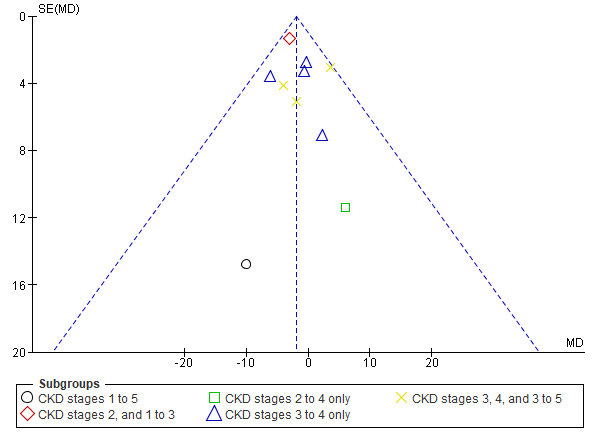 SE(MD)
0
4
8
12
16
20
-20
-10
0
10
20
MD
Subgroups
CKD stages 1 to 5
CKD stages 2 to 4 only
CKD stages 3, 4, and 3 to 5
CKD stages 2, and 1 to 3
CKD stages 3 to 4 only